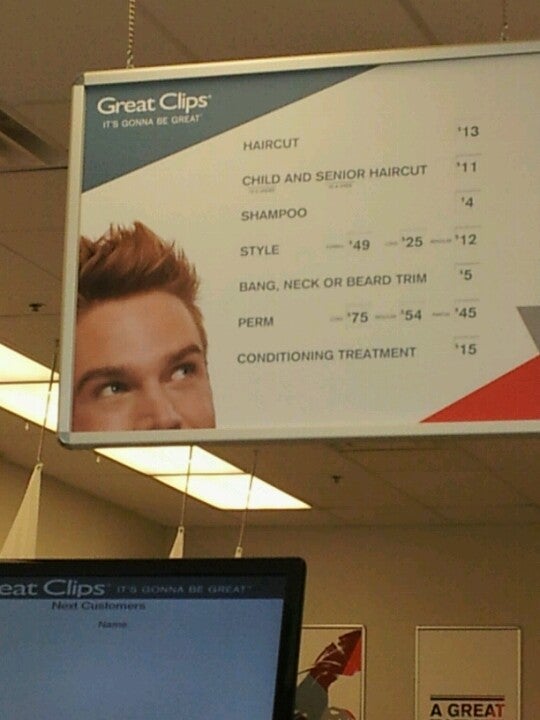 Great Clips
IT'S GONNA BE GREAT
HAIRCUT $13
CHILD AND SENIOR HAIRCUT $11
SHAMPOO $4
STYLE $49 $25 $12
BANG, NECK OR BEARD TRIM $5
PERM $75 $54 $45
CONDITIONING TREATMENT $15
eat Clips IT'S GONNA BE GREAT
Next Customers
Name
A GREAT